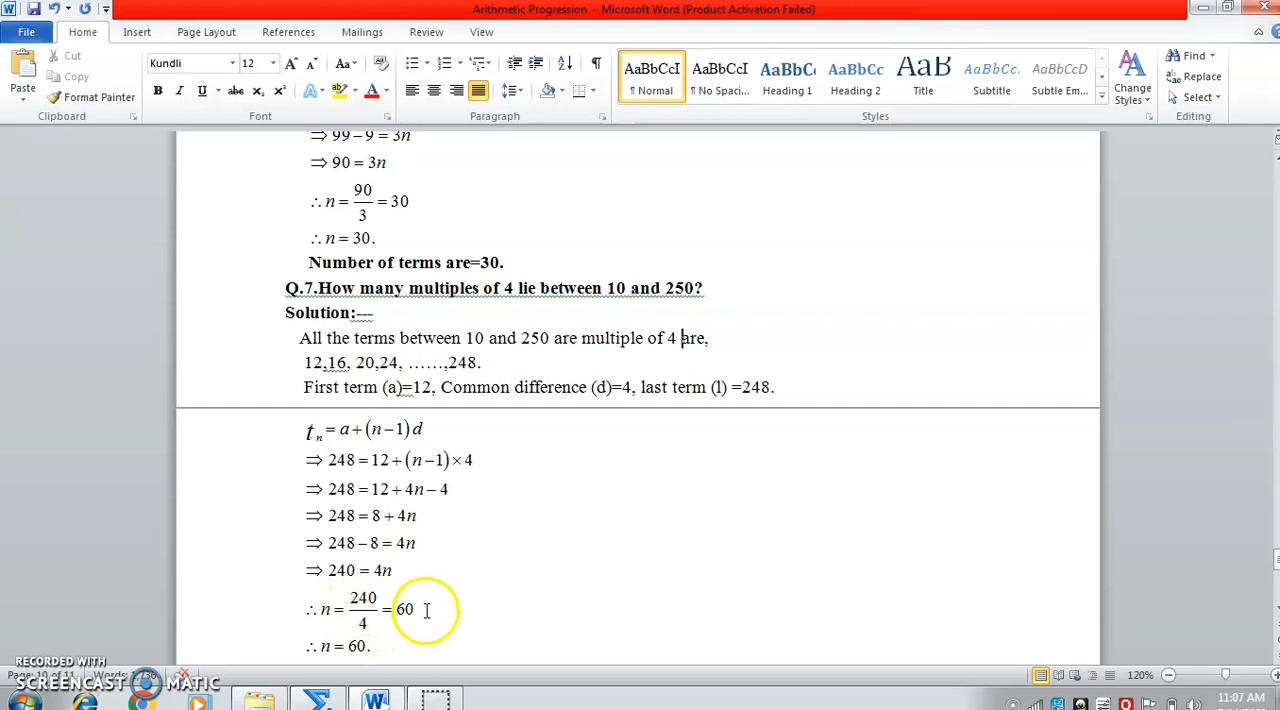 Arithmetic Progression - Microsoft Word (Product Activation Failed)
File Home Insert Page Layout References Mailings Review View
Paste Cut Copy Format Painter Clipboard
Kundli 12 Font
Paragraph
AaBbCcI ¶ Normal AaBbCcI ¶ No Spaci... AaBbCc Heading 1 AaBbCc Heading 2 AaB Title AaBbCc. Subtitle AaBbCc. Subtle Em... Change Styles Styles
Find Replace Select Editing
⇒ 99 − 9 = 3n
⇒ 90 = 3n
∴ n = 90/3 = 30
∴ n = 30.
Number of terms are=30.
Q.7.How many multiples of 4 lie between 10 and 250?
Solution:---
All the terms between 10 and 250 are multiple of 4 are,
12,16, 20,24, ……,248.
First term (a)=12, Common difference (d)=4, last term (l) =248.
t_n = a + (n − 1) d
⇒ 248 = 12 + (n − 1) × 4
⇒ 248 = 12 + 4n − 4
⇒ 248 = 8 + 4n
⇒ 248 − 8 = 4n
⇒ 240 = 4n
∴ n = 240/4 = 60
∴ n = 60.
RECORDED WITH
SCREENCAST MATIC
120%
11:07 AM